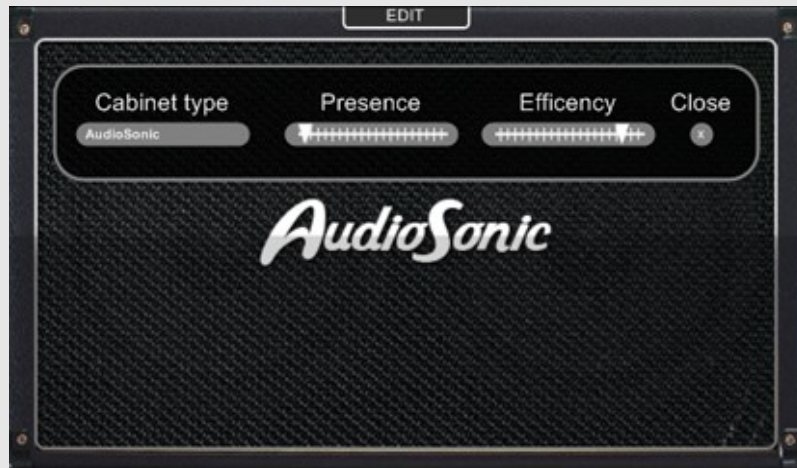 EDIT
Cabinet type Presence Efficency Close
AudioSonic X
AudioSonic